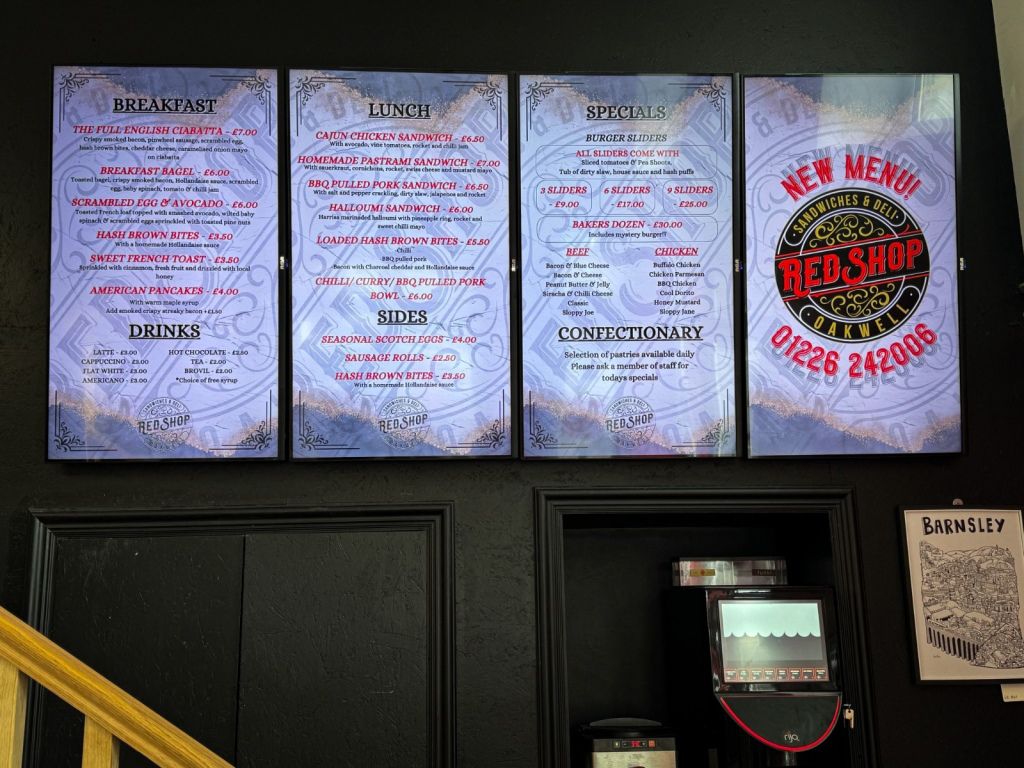 BREAKFAST
THE FULL ENGLISH CIABATTA - £7.00
Crispy smoked bacon, pinwheel sausage, scrambled egg,
hash brown bites, cheddar cheese, caramelised onion mayo
on ciabatta
BREAKFAST BAGEL - £6.00
Toasted bagel, crispy smoked bacon, Hollandaise sauce, scrambled
egg, baby spinach, tomato & chilli jam
SCRAMBLED EGG & AVOCADO - £6.00
Toasted French loaf topped with smashed avocado, wilted baby
spinach & scrambled eggs sprinckled with toasted pine nuts
HASH BROWN BITES - £3.50
With a homemade Hollandaise sauce
SWEET FRENCH TOAST - £3.50
Sprinkled with cinnamon, fresh fruit and drizzled with local
honey
AMERICAN PANCAKES - £4.00
With warm maple syrup
Add smoked crispy streaky bacon +£1.50
DRINKS
LATTE - £3.00
CAPPUCCINO - £3.00
FLAT WHITE - £3.00
AMERICANO - £3.00
HOT CHOCOLATE - £2.50
TEA - £2.00
BROVIL - £2.00
*Choice of free syrup
SANDWICHES & DELI
RED SHOP
LUNCH
CAJUN CHICKEN SANDWICH - £6.50
With avocado, vine tomatoes, rocket and chilli jam
HOMEMADE PASTRAMI SANDWICH - £7.00
With sauerkraut, cornichons, rocket, swiss cheese and mustard mayo
BBQ PULLED PORK SANDWICH - £6.50
With salt and pepper crackling, dirty slaw, jalapenos and rocket
HALLOUMI SANDWICH - £6.00
Harrisa marinaded halloumi with pineapple ring, rocket and
sweet chilli mayo
LOADED HASH BROWN BITES - £5.50
-Chilli
BBQ pulled pork
-Bacon with Charcoal cheddar and Hollandaise sauce
CHILLI/ CURRY/ BBQ PULLED PORK
BOWL - £6.00
SIDES
SEASONAL SCOTCH EGGS - £4.00
SAUSAGE ROLLS - £2.50
HASH BROWN BITES - £3.50
With a homemade Hollandaise sauce
SANDWICHES & DELI
RED SHOP
SPECIALS
BURGER SLIDERS
ALL SLIDERS COME WITH
Sliced tomatoes & Pea Shoots,
Tub of dirty slaw, house sauce and hash puffs
3 SLIDERS
- £9.00
6 SLIDERS
- £17.00
9 SLIDERS
- £25.00
BAKERS DOZEN - £30.00
Includes mystery burger!!
BEEF
Bacon & Blue Cheese
Bacon & Cheese
Peanut Butter & Jelly
Siracha & Chilli Cheese
Classic
Sloppy Joe
CHICKEN
Buffalo Chicken
Chicken Parmesan
BBQ Chicken
Cool Dorito
Honey Mustard
Sloppy Jane
CONFECTIONARY
Selection of pastries available daily
Please ask a member of staff for
todays specials
SANDWICHES & DELI
RED SHOP
NEW MENU!
SANDWICHES & DELI
RED SHOP
OAKWELL
01226 242006
BARNSLEY
rijo